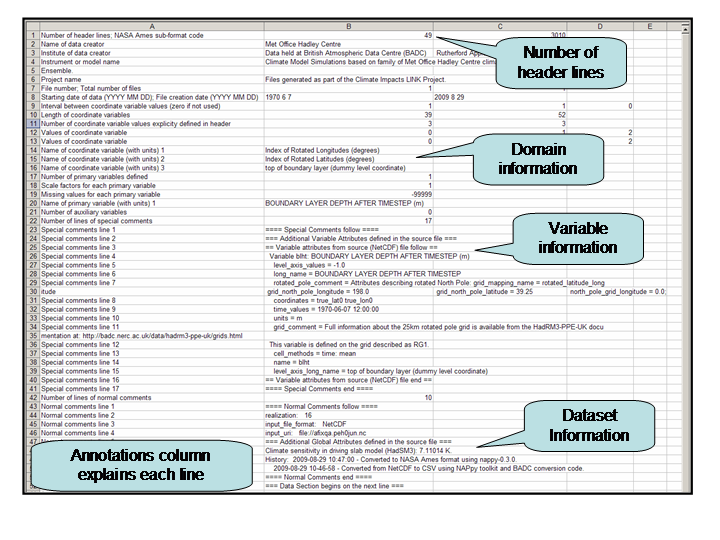 A B C D E
1 Number of header lines; NASA Ames sub-format code 49 3010
2 Name of data creator Met Office Hadley Centre
3 Institute of data creator Data held at British Atmospheric Data Centre (BADC) Rutherford App
4 Instrument or model name Climate Model Simulations based on family of Met Office Hadley Centre clim
5 Ensemble.
6 Project name Files generated as part of the Climate Impacts LINK Project.
7 File number; Total number of files 1
8 Starting date of data (YYYY MM DD); File creation date (YYYY MM DD) 1970 6 7 2009 8 29
9 Interval between coordinate variable values (zero if not used) 1 1 0
10 Length of coordinate variables 39 52
11 Number of coordinate variable values explicity defined in header 3 3
12 Values of coordinate variable 0 1 2
13 Values of coordinate variable 0 2
14 Name of coordinate variable (with units) 1 Index of Rotated Longitudes (degrees)
15 Name of coordinate variable (with units) 2 Index of Rotated Latitudes (degrees)
16 Name of coordinate variable (with units) 3 top of boundary layer (dummy level coordinate)
17 Number of primary variables defined 1
18 Scale factors for each primary variable 1
19 Missing values for each primary variable -99999
20 Name of primary variable (with units) 1 BOUNDARY LAYER DEPTH AFTER TIMESTEP (m)
21 Number of auxiliary variables 0
22 Number of lines of special comments 17
23 Special comments line 1 ==== Special Comments follow ====
24 Special comments line 2 === Additional Variable Attributes defined in the source file ===
25 Special comments line 3 == Variable attributes from source (NetCDF) file follow ==
26 Special comments line 4 Variable blht: BOUNDARY LAYER DEPTH AFTER TIMESTEP (m)
27 Special comments line 5 level_axis_values = -1.0
28 Special comments line 6 long_name = BOUNDARY LAYER DEPTH AFTER TIMESTEP
29 Special comments line 7 rotated_pole_comment = Attributes describing rotated North Pole: grid_mapping_name = rotated_latitude_long
30 itude grid_north_pole_longitude = 198.0 grid_north_pole_latitude = 39.25 north_pole_grid_longitude = 0.0;
31 Special comments line 8 coordinates = true_lat0 true_lon0
32 Special comments line 9 time_values = 1970-06-07 12:00:00
33 Special comments line 10 units = m
34 Special comments line 11 grid_comment = Full information about the 25km rotated pole grid is available from the HadRM3-PPE-UK docu
35 mentation at: http://badc.nerc.ac.uk/data/hadrm3-ppe-uk/grids.html
36 Special comments line 12 This variable is defined on the grid described as RG1.
37 Special comments line 13 cell_methods = time: mean
38 Special comments line 14 name = blht
39 Special comments line 15 level_axis_long_name = top of boundary layer (dummy level coordinate)
40 Special comments line 16 == Variable attributes from source (NetCDF) file end ==
41 Special comments line 17 ==== Special Comments end ====
42 Number of lines of normal comments 10
43 Normal comments line 1 ==== Normal Comments follow ====
44 Normal comments line 2 realization: 16
45 Normal comments line 3 input_file_format: NetCDF
46 Normal comments line 4 input_uri: file://afixqa.peh0jun.nc
47 === Additional Global Attributes defined in the source file ===
Climate sensitivity in driving slab model (HadSM3): 7.11014 K.
History: 2009-08-29 10:47:00 - Converted to NASA Ames format using nappy-0.3.0.
2009-08-29 10-46-58 - Converted from NetCDF to CSV using NAPpy toolkit and BADC conversion code.
==== Normal Comments end ====
=== Data Section begins on the next line ===
Number of
header lines
Domain
information
Variable
information
Dataset
Information
Annotations column
explains each line